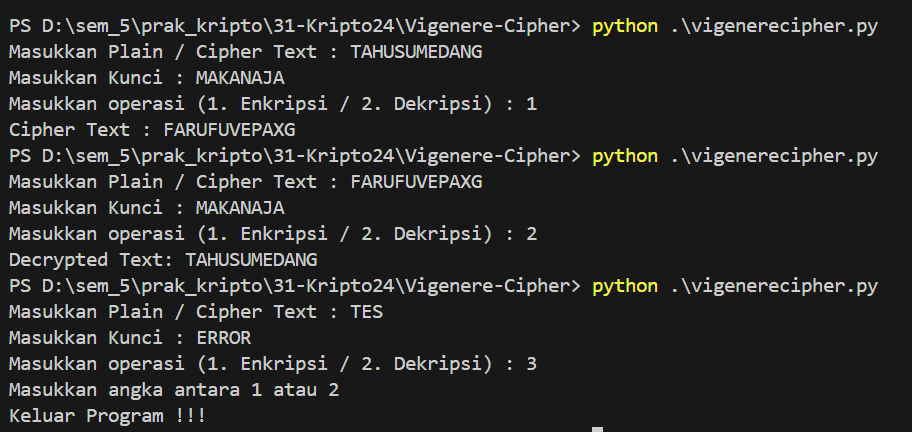 PS D:\sem_5\prak_kripto\31-Kripto24\Vigenere-Cipher> python .\vigenerecipher.py
Masukkan Plain / Cipher Text : TAHUSUMEDANG
Masukkan Kunci : MAKANAJA
Masukkan operasi (1. Enkripsi / 2. Dekripsi) : 1
Cipher Text : FARUFUVEPAXG
PS D:\sem_5\prak_kripto\31-Kripto24\Vigenere-Cipher> python .\vigenerecipher.py
Masukkan Plain / Cipher Text : FARUFUVEPAXG
Masukkan Kunci : MAKANAJA
Masukkan operasi (1. Enkripsi / 2. Dekripsi) : 2
Decrypted Text: TAHUSUMEDANG
PS D:\sem_5\prak_kripto\31-Kripto24\Vigenere-Cipher> python .\vigenerecipher.py
Masukkan Plain / Cipher Text : TES
Masukkan Kunci : ERROR
Masukkan operasi (1. Enkripsi / 2. Dekripsi) : 3
Masukkan angka antara 1 atau 2
Keluar Program !!!